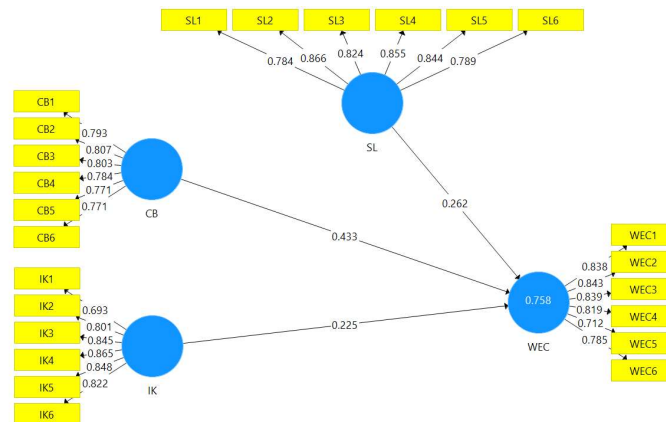 SL1 SL2 SL3 SL4 SL5 SL6
0.784 0.866 0.824 0.855 0.844 0.789
SL
CB1
CB2
CB3
CB4
CB5
CB6
0.793
0.807
0.803
0.784
0.771
0.771
CB
0.262
0.433
IK1
IK2
IK3
IK4
IK5
IK6
0.693
0.801
0.845
0.865
0.848
0.822
IK
0.225
0.758
WEC
0.838
0.843
0.839
0.819
0.712
0.785
WEC1
WEC2
WEC3
WEC4
WEC5
WEC6